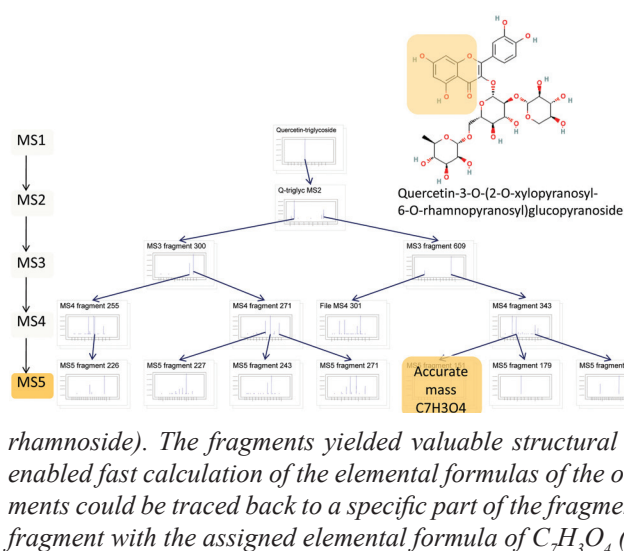 Quercetin-triglycoside
MS1
Quercetin-3-O-(2-O-xylopyranosyl-
6-O-rhamnopyranosyl)glucopyranoside
Q-triglyc MS2
MS2
MS3 fragment 300
MS3 fragment 609
MS3
MS4 fragment 255
MS4 fragment 271
File MS4 301
MS4 fragment 343
MS4
MS5 fragment 226
MS5 fragment 227
MS5 fragment 243
MS5 fragment 271
Accurate
mass
C7H3O4
MS5 fragment 179
MS5 fragment
MS5
rhamnoside). The fragments yielded valuable structural
enabled fast calculation of the elemental formulas of the o
ments could be traced back to a specific part of the fragme
fragment with the assigned elemental formula of C7H3O4 (